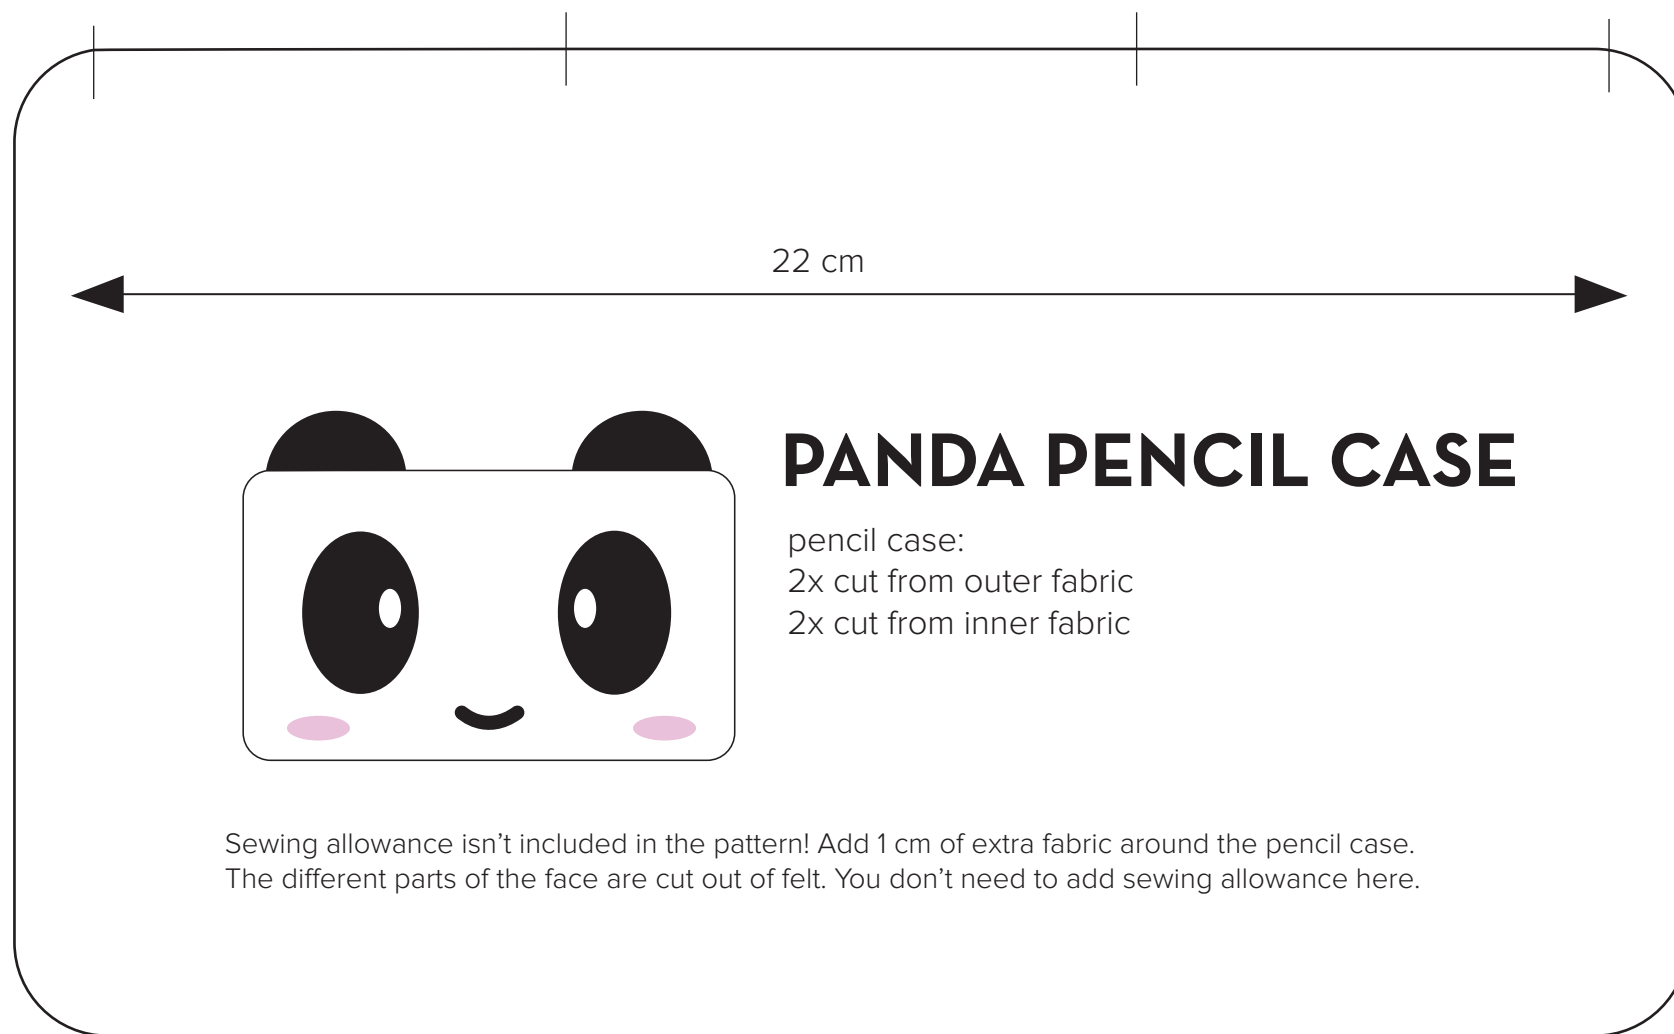 22 cm
PANDA PENCIL CASE
pencil case:
2x cut from outer fabric
2x cut from inner fabric
Sewing allowance isn't included in the pattern! Add 1 cm of extra fabric around the pencil case.
The different parts of the face are cut out of felt. You don't need to add sewing allowance here.